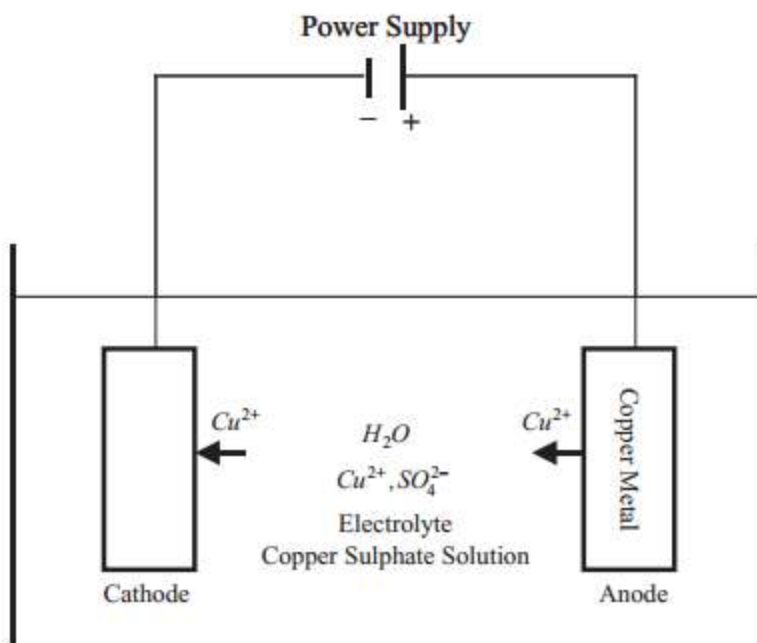 Power Supply
− +
Cu²⁺
Cu²⁺
H₂O
Cu²⁺, SO₄²⁻
Electrolyte
Copper Sulphate Solution
Copper Metal
Cathode
Anode